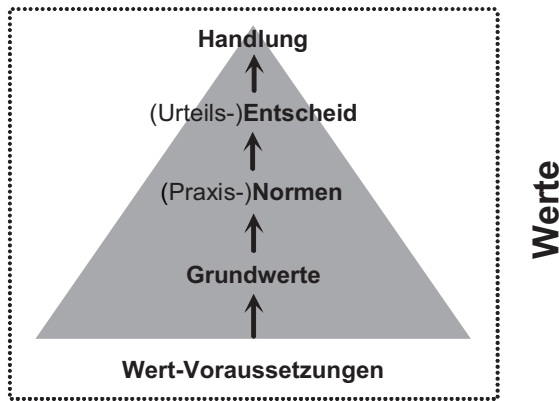 Handlung
(Urteils-)Entscheid
(Praxis-)Normen
Grundwerte
Wert-Voraussetzungen
Werte